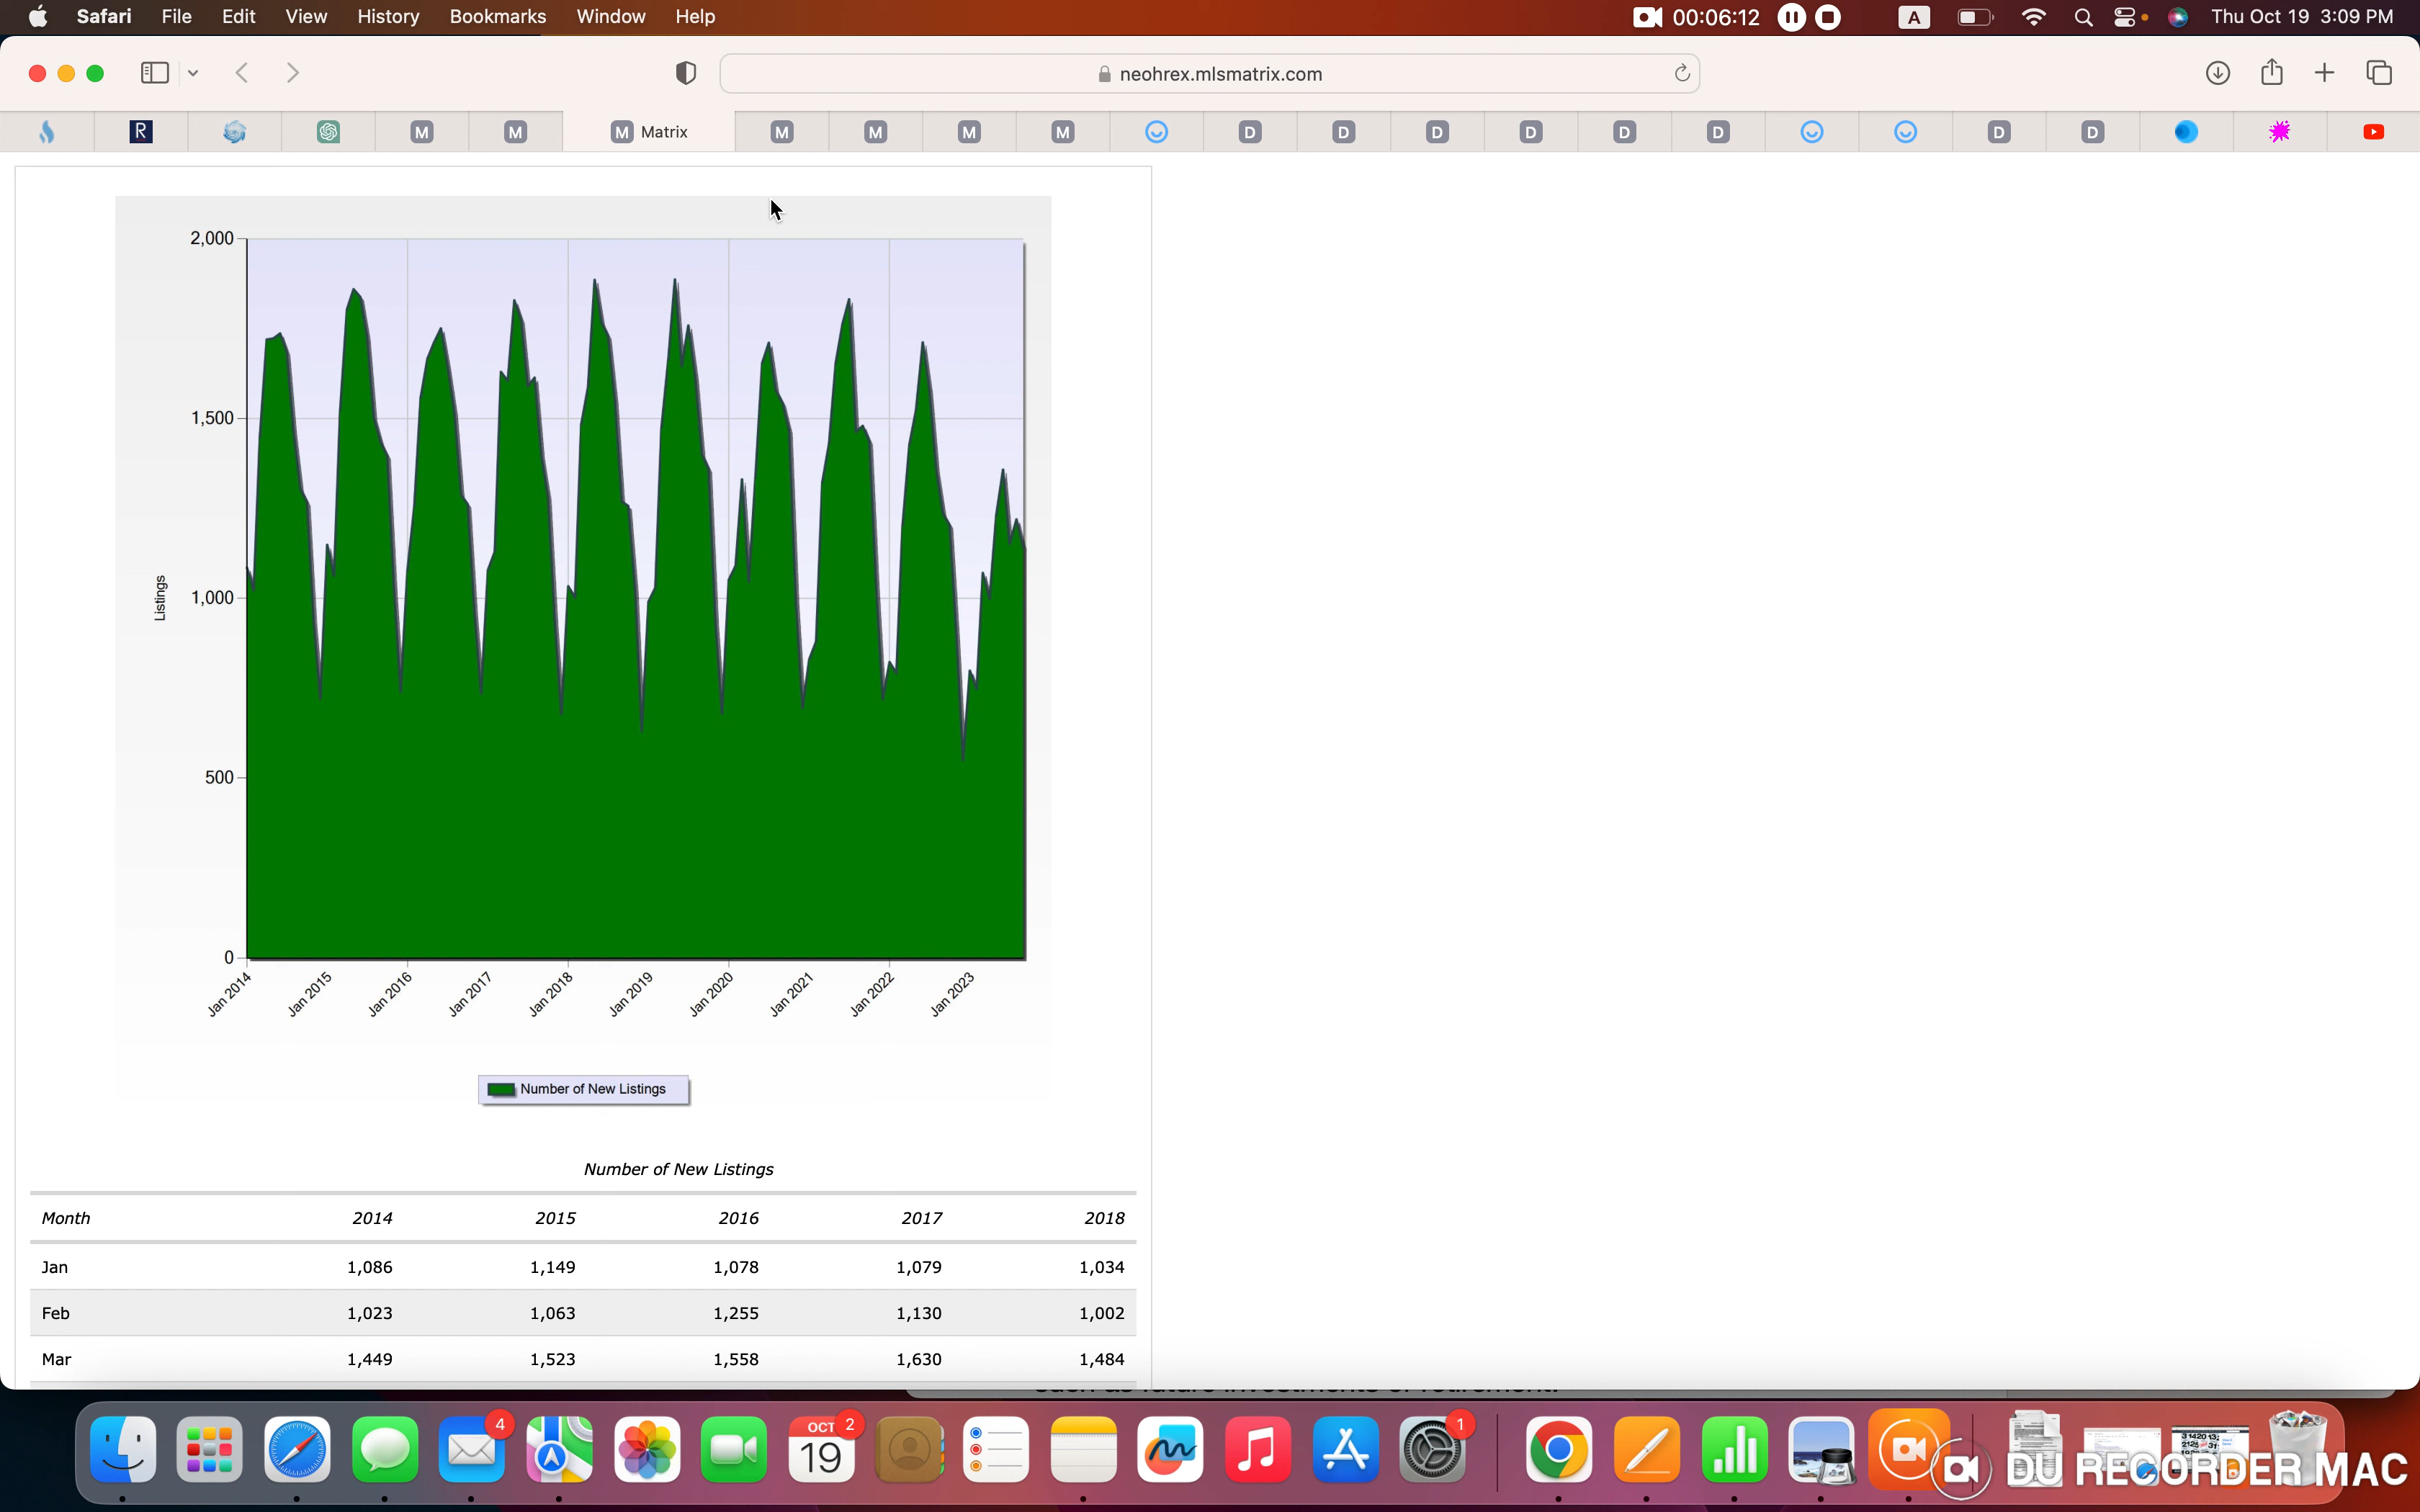 Safari File Edit View History Bookmarks Window Help 00:06:12 A Thu Oct 19 3:09 PM
neohrex.mlsmatrix.com
R M M M Matrix M M M M D D D D D D D D
2,000
1,500
1,000
500
0
Listings
Jan 2014 Jan 2015 Jan 2016 Jan 2017 Jan 2018 Jan 2019 Jan 2020 Jan 2021 Jan 2022 Jan 2023
Number of New Listings
Number of New Listings
Month 2014 2015 2016 2017 2018
Jan 1,086 1,149 1,078 1,079 1,034
Feb 1,023 1,063 1,255 1,130 1,002
Mar 1,449 1,523 1,558 1,630 1,484
4 OCT 2 1
19
DU RECORDER MAC